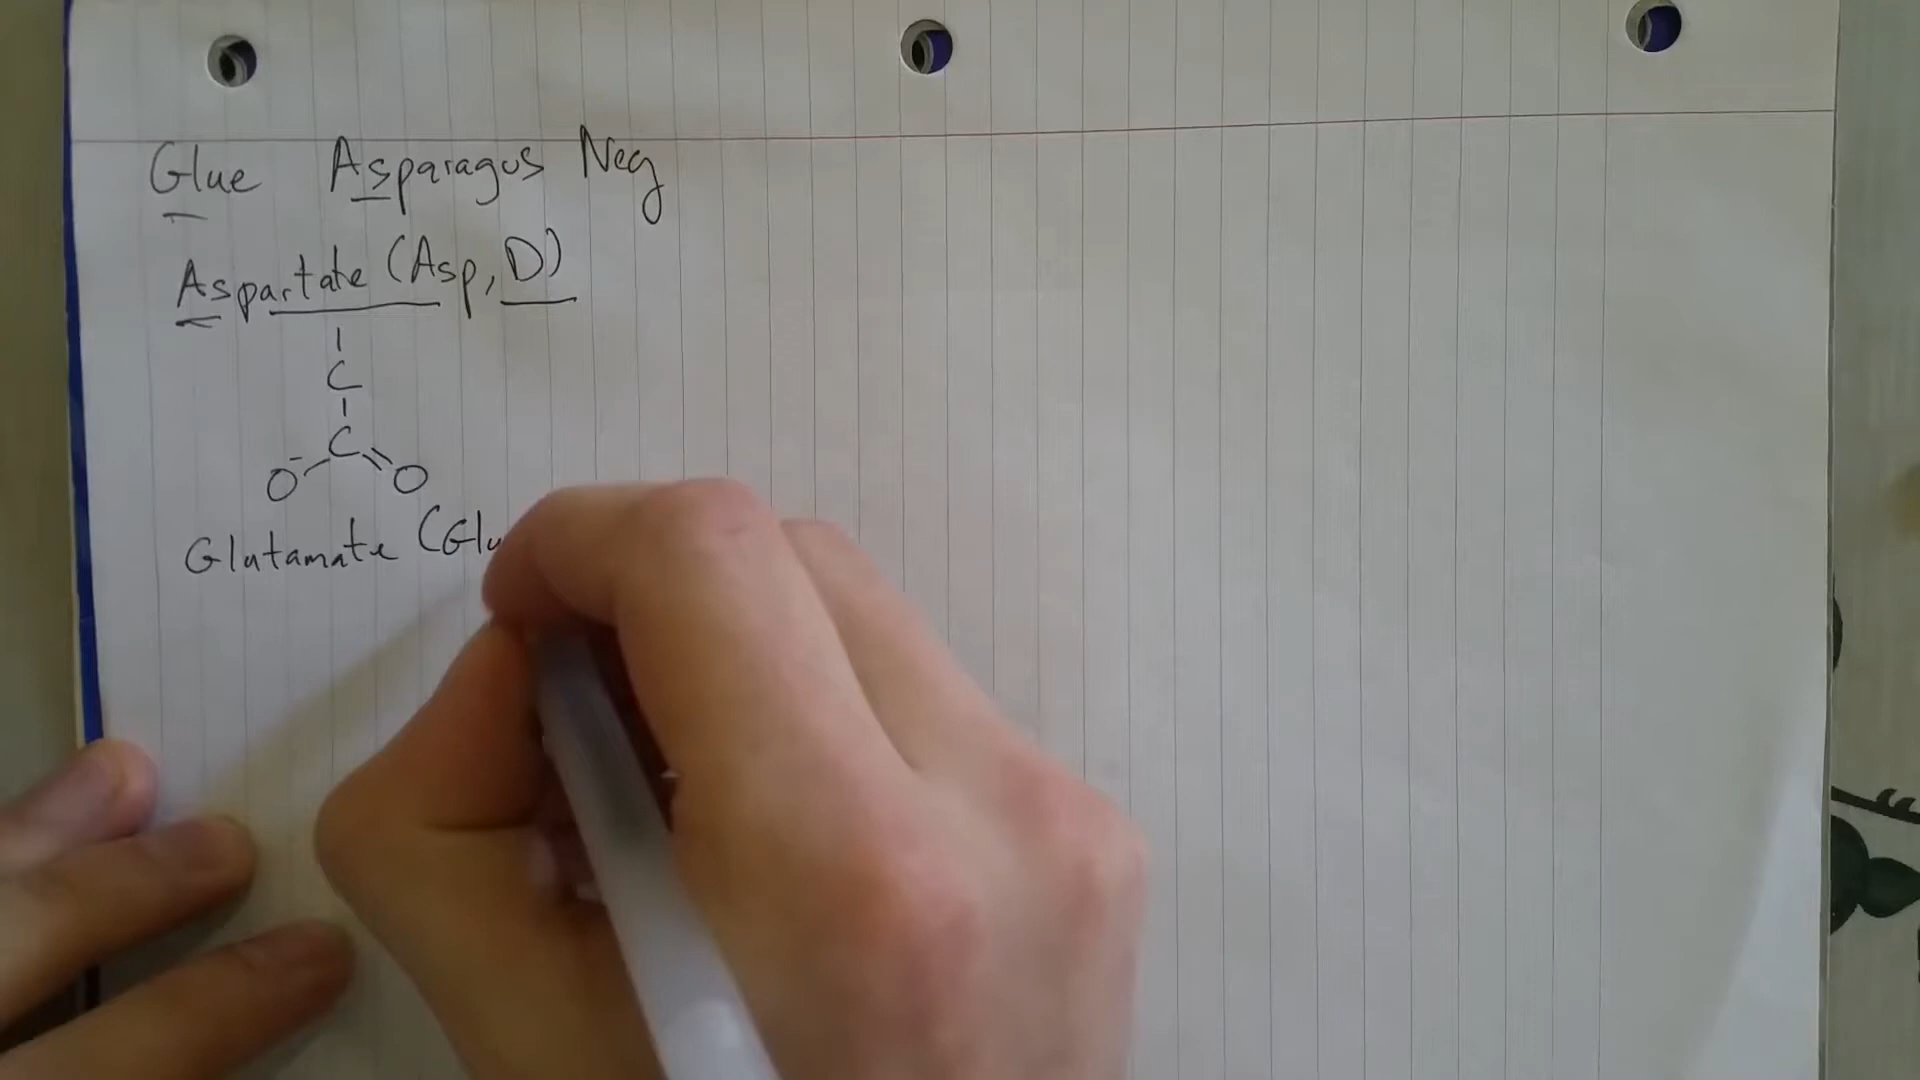 Glue Asparagus Neg
Aspartate (Asp, D)
C
C
O- O
Glutamate (Glu